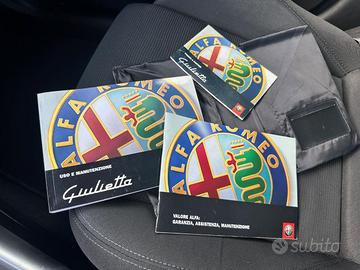 ALFA ROMEO
Giulietta
ALFA ROMEO
USO E MANUTENZIONE
Giulietta
ALFA ROMEO
VALORE ALFA:
GARANZIA, ASSISTENZA, MANUTENZIONE
subito